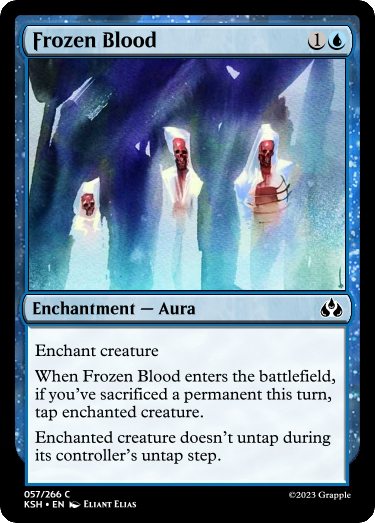 Frozen Blood 1
Enchantment — Aura
Enchant creature
When Frozen Blood enters the battlefield,
if you've sacrificed a permanent this turn,
tap enchanted creature.
Enchanted creature doesn't untap during
its controller's untap step.
057/266 C
©2023 Grapple
KSH • EN Eliant Elias